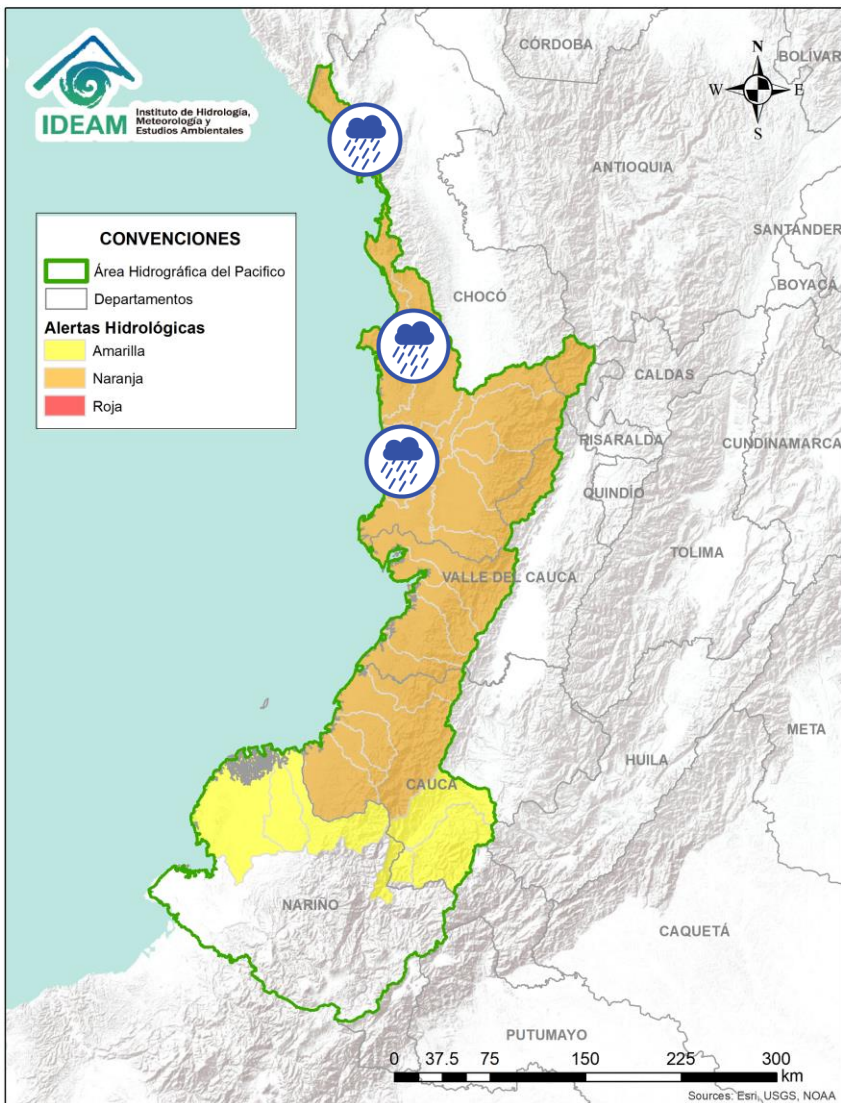 IDEAM
Instituto de Hidrología,
Meteorología y
Estudios Ambientales
CONVENCIONES
Área Hidrográfica del Pacifico
Departamentos
Alertas Hidrológicas
Amarilla
Naranja
Roja
N
W E
S
CÓRDOBA
BOLÍVAR
ANTIOQUIA
SANTANDER
BOYACÁ
CHOCÓ
CALDAS
RISARALDA
CUNDINAMARCA
QUINDÍO
TOLIMA
VALLE DEL CAUCA
META
HUILA
CAUCA
NARIÑO
CAQUETÁ
PUTUMAYO
0 37.5 75 150 225 300
km
Sources: Esri, USGS, NOAA